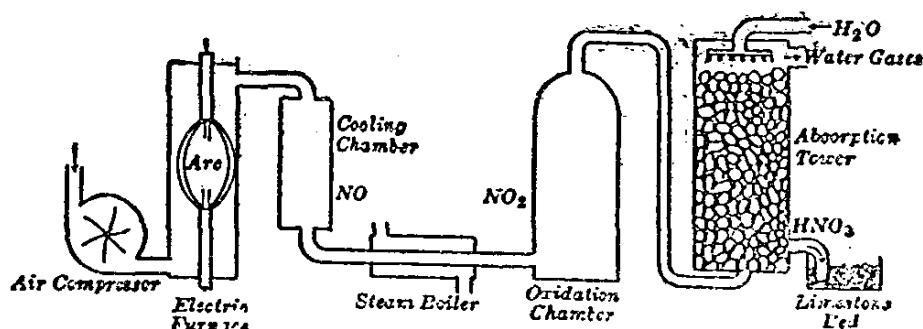 H₂O
Water Gases
Cooling
Chamber
Arc
Absorption
Tower
NO
NO₂
HNO₃
Air Compressor
Electric
Furnace
Steam Boiler
Oxidation
Chamber
Limestone
Bed